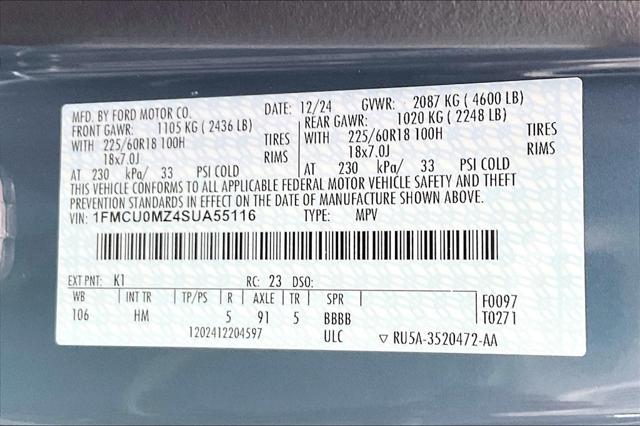 MFD. BY FORD MOTOR CO. DATE: 12/24 GVWR: 2087 KG ( 4600 LB)
FRONT GAWR: 1105 KG ( 2436 LB) REAR GAWR: 1020 KG ( 2248 LB)
WITH 225/60R18 100H TIRES WITH 225/60R18 100H TIRES
18x7.0J RIMS 18x7.0J RIMS
AT 230 kPa/ 33 PSI COLD AT 230 kPa/ 33 PSI COLD
THIS VEHICLE CONFORMS TO ALL APPLICABLE FEDERAL MOTOR VEHICLE SAFETY AND THEFT
PREVENTION STANDARDS IN EFFECT ON THE DATE OF MANUFACTURE SHOWN ABOVE.
VIN: 1FMCU0MZ4SUA55116 TYPE: MPV
EXT PNT: K1 RC: 23 DSO:
WB INT TR TP/PS R AXLE TR SPR F0097
106 HM 5 91 5 BBBB T0271
1202412204597 ULC ▽ RU5A-3520472-AA